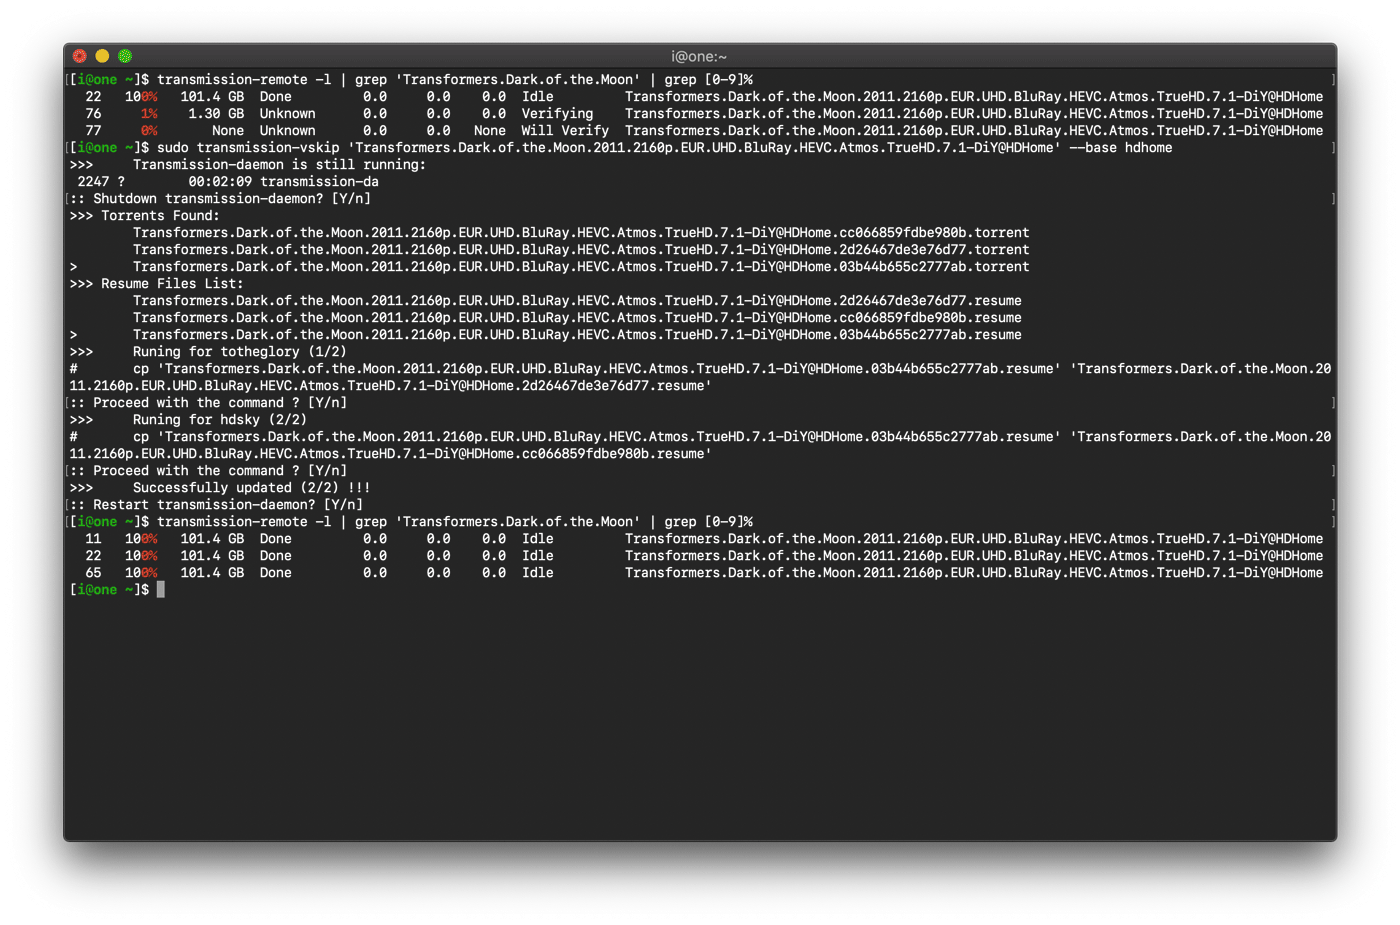 i@one:~
[i@one ~]$ transmission-remote -l | grep 'Transformers.Dark.of.the.Moon' | grep [0-9]%
22 100% 101.4 GB Done 0.0 0.0 0.0 Idle Transformers.Dark.of.the.Moon.2011.2160p.EUR.UHD.BluRay.HEVC.Atmos.TrueHD.7.1-DiY@HDHome
76 1% 1.30 GB Unknown 0.0 0.0 0.0 Verifying Transformers.Dark.of.the.Moon.2011.2160p.EUR.UHD.BluRay.HEVC.Atmos.TrueHD.7.1-DiY@HDHome
77 0% None Unknown 0.0 0.0 None Will Verify Transformers.Dark.of.the.Moon.2011.2160p.EUR.UHD.BluRay.HEVC.Atmos.TrueHD.7.1-DiY@HDHome
[i@one ~]$ sudo transmission-vskip 'Transformers.Dark.of.the.Moon.2011.2160p.EUR.UHD.BluRay.HEVC.Atmos.TrueHD.7.1-DiY@HDHome' --base hdhome
>>> Transmission-daemon is still running:
2247 ? 00:02:09 transmission-da
:: Shutdown transmission-daemon? [Y/n]
>>> Torrents Found:
Transformers.Dark.of.the.Moon.2011.2160p.EUR.UHD.BluRay.HEVC.Atmos.TrueHD.7.1-DiY@HDHome.cc066859fdbe980b.torrent
Transformers.Dark.of.the.Moon.2011.2160p.EUR.UHD.BluRay.HEVC.Atmos.TrueHD.7.1-DiY@HDHome.2d26467de3e76d77.torrent
> Transformers.Dark.of.the.Moon.2011.2160p.EUR.UHD.BluRay.HEVC.Atmos.TrueHD.7.1-DiY@HDHome.03b44b655c2777ab.torrent
>>> Resume Files List:
Transformers.Dark.of.the.Moon.2011.2160p.EUR.UHD.BluRay.HEVC.Atmos.TrueHD.7.1-DiY@HDHome.2d26467de3e76d77.resume
Transformers.Dark.of.the.Moon.2011.2160p.EUR.UHD.BluRay.HEVC.Atmos.TrueHD.7.1-DiY@HDHome.cc066859fdbe980b.resume
> Transformers.Dark.of.the.Moon.2011.2160p.EUR.UHD.BluRay.HEVC.Atmos.TrueHD.7.1-DiY@HDHome.03b44b655c2777ab.resume
>>> Runing for totheglory (1/2)
# cp 'Transformers.Dark.of.the.Moon.2011.2160p.EUR.UHD.BluRay.HEVC.Atmos.TrueHD.7.1-DiY@HDHome.03b44b655c2777ab.resume' 'Transformers.Dark.of.the.Moon.20
11.2160p.EUR.UHD.BluRay.HEVC.Atmos.TrueHD.7.1-DiY@HDHome.2d26467de3e76d77.resume'
:: Proceed with the command ? [Y/n]
>>> Runing for hdsky (2/2)
# cp 'Transformers.Dark.of.the.Moon.2011.2160p.EUR.UHD.BluRay.HEVC.Atmos.TrueHD.7.1-DiY@HDHome.03b44b655c2777ab.resume' 'Transformers.Dark.of.the.Moon.20
11.2160p.EUR.UHD.BluRay.HEVC.Atmos.TrueHD.7.1-DiY@HDHome.cc066859fdbe980b.resume'
:: Proceed with the command ? [Y/n]
>>> Successfully updated (2/2) !!!
:: Restart transmission-daemon? [Y/n]
[i@one ~]$ transmission-remote -l | grep 'Transformers.Dark.of.the.Moon' | grep [0-9]%
11 100% 101.4 GB Done 0.0 0.0 0.0 Idle Transformers.Dark.of.the.Moon.2011.2160p.EUR.UHD.BluRay.HEVC.Atmos.TrueHD.7.1-DiY@HDHome
22 100% 101.4 GB Done 0.0 0.0 0.0 Idle Transformers.Dark.of.the.Moon.2011.2160p.EUR.UHD.BluRay.HEVC.Atmos.TrueHD.7.1-DiY@HDHome
65 100% 101.4 GB Done 0.0 0.0 0.0 Idle Transformers.Dark.of.the.Moon.2011.2160p.EUR.UHD.BluRay.HEVC.Atmos.TrueHD.7.1-DiY@HDHome
[i@one ~]$